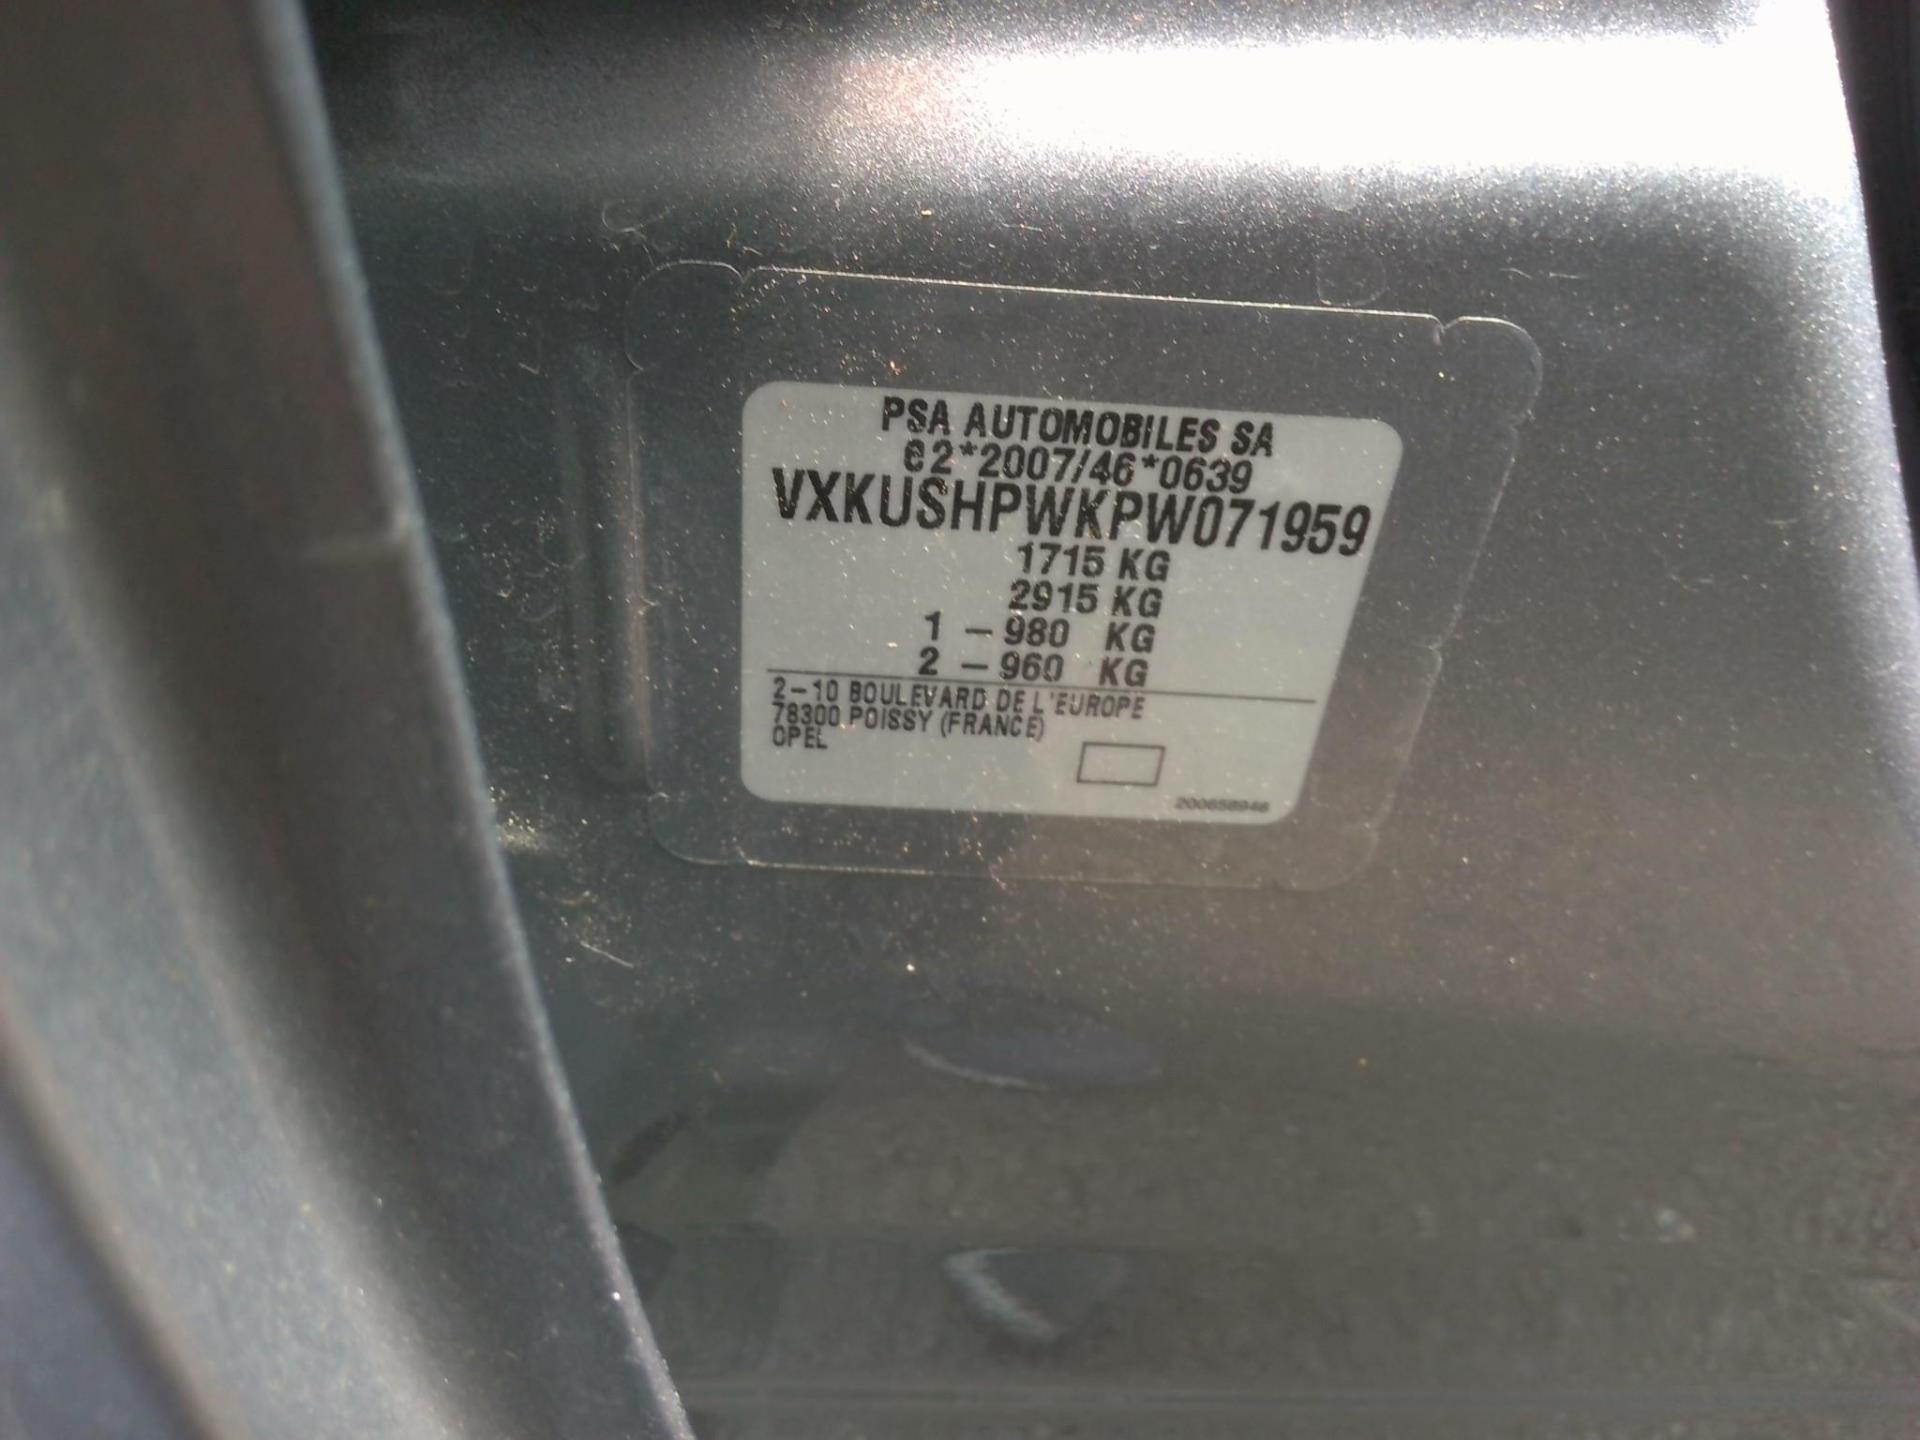 PSA AUTOMOBILES SA
e2*2007/46*0639
VXKUSHPWKPW071959
1715 KG
2915 KG
1 - 980 KG
2 - 960 KG
2-10 BOULEVARD DE L'EUROPE
78300 POISSY (FRANCE)
OPEL
200658946